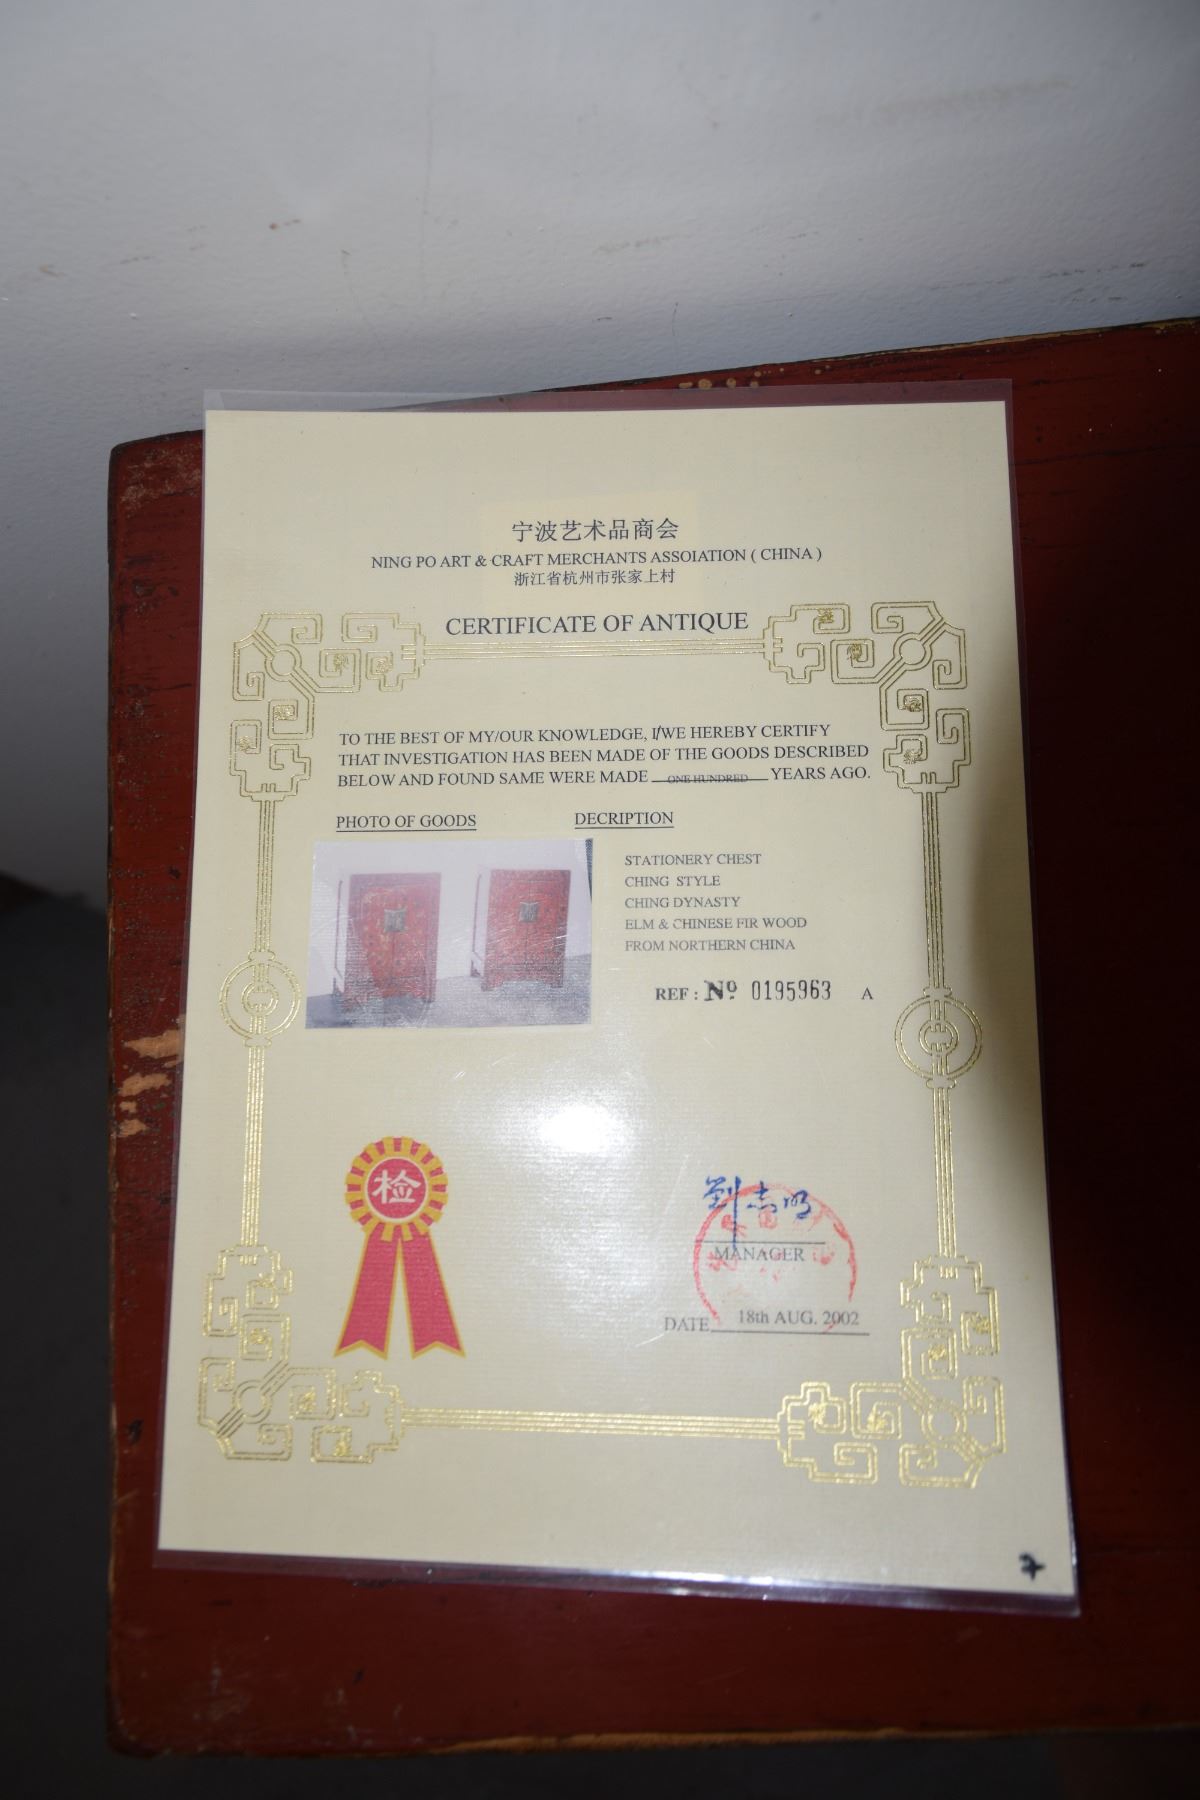 宁波艺术品商会
NING PO ART & CRAFT MERCHANTS ASSOIATION ( CHINA )
浙江省杭州市张家上村
CERTIFICATE OF ANTIQUE
TO THE BEST OF MY/OUR KNOWLEDGE, I/WE HEREBY CERTIFY
THAT INVESTIGATION HAS BEEN MADE OF THE GOODS DESCRIBED
BELOW AND FOUND SAME WERE MADE ONE HUNDRED YEARS AGO.
PHOTO OF GOODS DECRIPTION
STATIONERY CHEST
CHING STYLE
CHING DYNASTY
ELM & CHINESE FIR WOOD
FROM NORTHERN CHINA
REF : Nº 0195963 A
检
劉志明
MANAGER
DATE 18th AUG. 2002